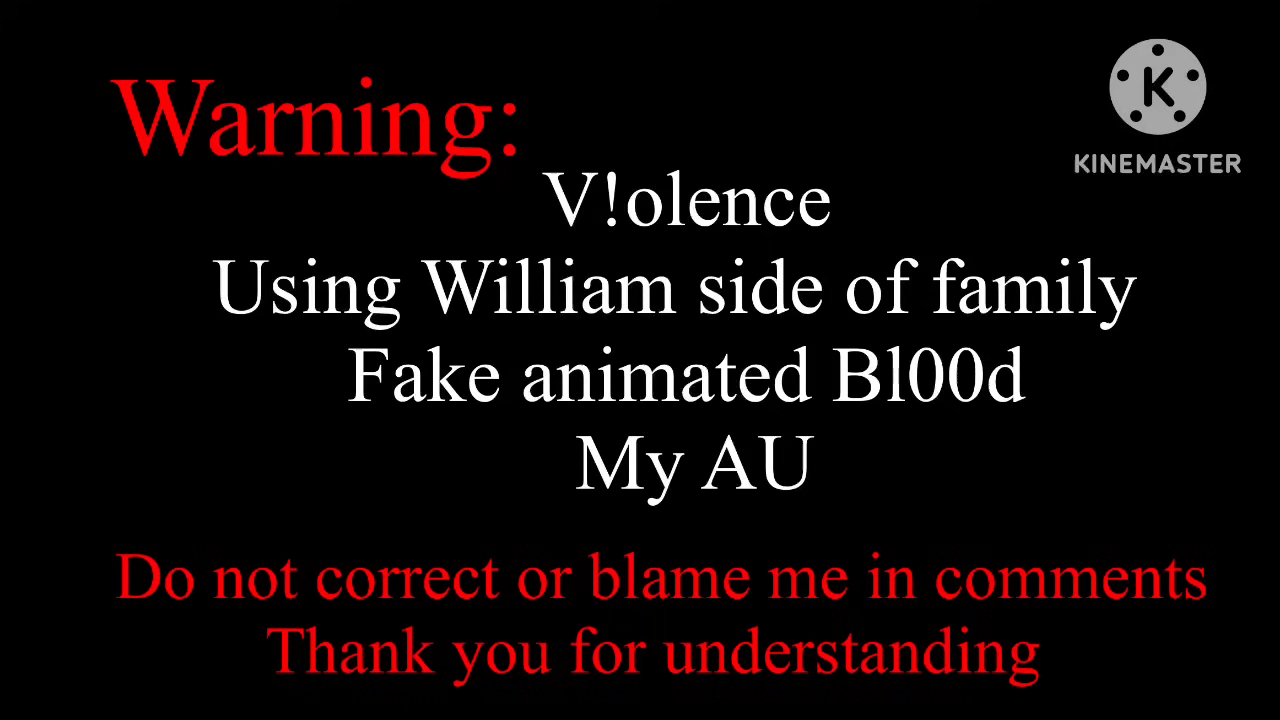 Warning:
K
KINEMASTER
V!olence
Using William side of family
Fake animated Bl00d
My AU
Do not correct or blame me in comments
Thank you for understanding